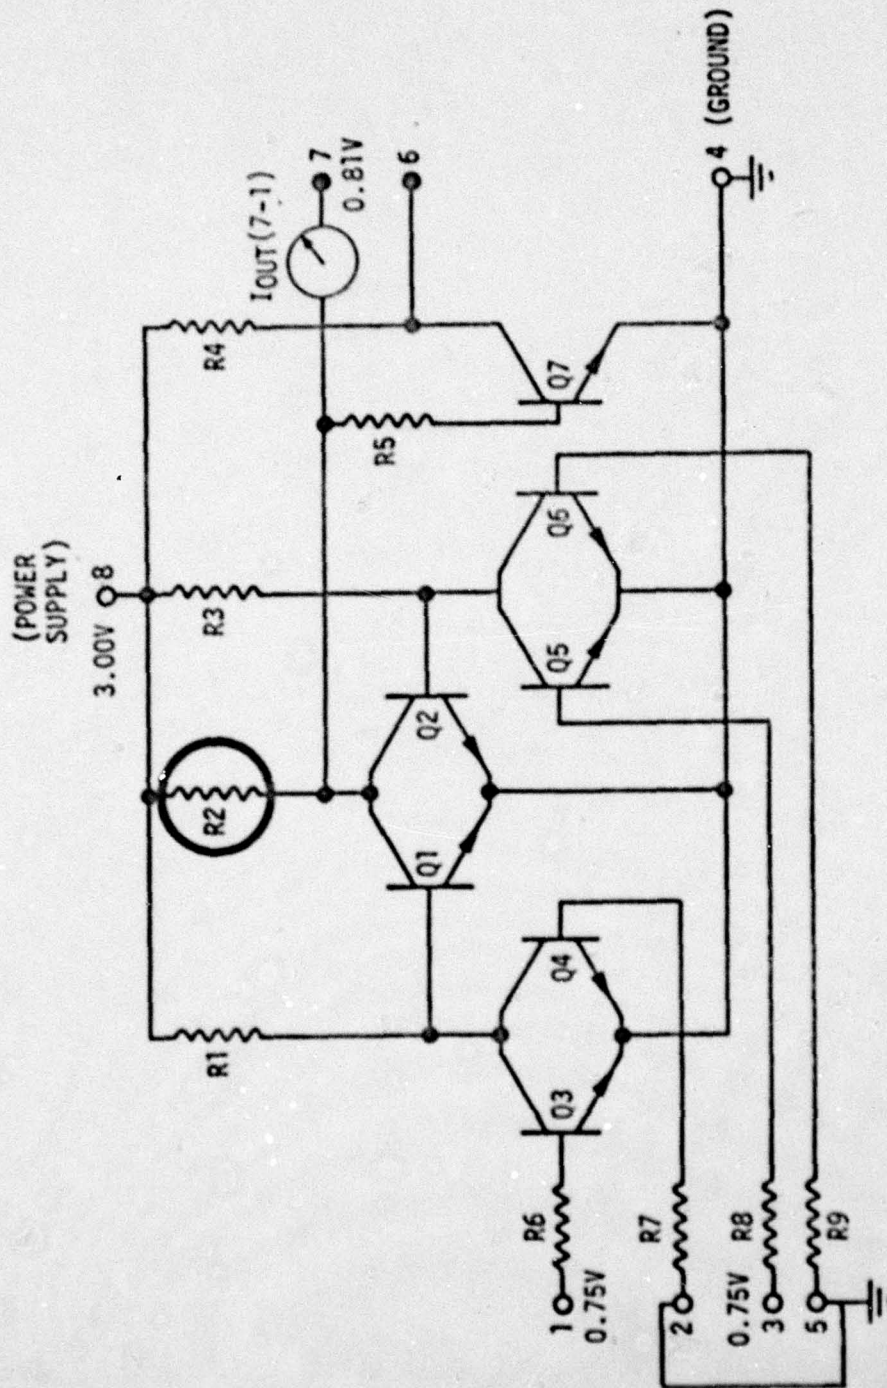 (POWER
SUPPLY)
3.00V 8
R1
R2
R3
R4
IOUT(7-1)
7
0.81V
6
R5
Q1
Q2
Q3
Q4
Q5
Q6
Q7
4 (GROUND)
R6
1
0.75V
R7
2
R8
0.75V
3
R9
5